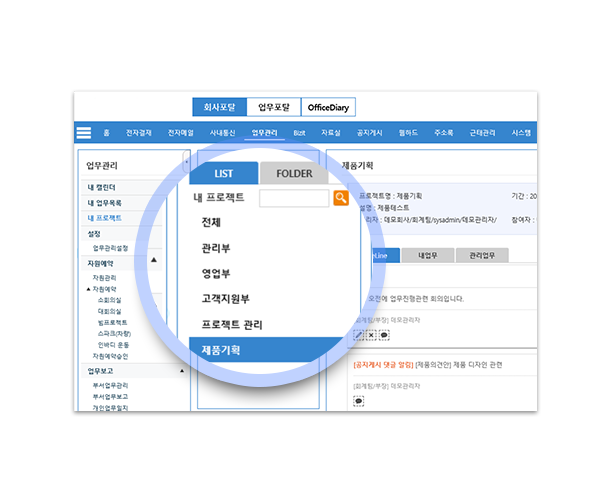 회사포탈 업무포탈 OfficeDiary
홈 전자결재 전자메일 사내통신 업무관리 Bizit 자료실 공지게시 웹하드 주소록 근태관리 시스템
업무관리
내 캘린더
내 업무목록
내 프로젝트
설정
업무관리설정
자원예약
자원관리
자원예약
소회의실
대회의실
빔프로젝트
스파크(차량)
인바디 운동
자원예약승인
업무보고
부서업무관리
부서업무보고
개인업무일지
LIST FOLDER
내 프로젝트
전체
관리부
영업부
고객지원부
프로젝트 관리
제품기획
제품기획
프로젝트명 : 제품기획 기간 : 20
설명 : 제품테스트
리자 : 데모회사/회계팀/sysadmin/데모관리자/ 참여자 :
eLine 내업무 관리업무
오전에 업무진행관련 회의입니다.
[회계팀/부장] 데모관리자
[공지게시 댓글 알림] [제품의견안] 제품 디자인 관련
[회계팀/부장] 데모관리자